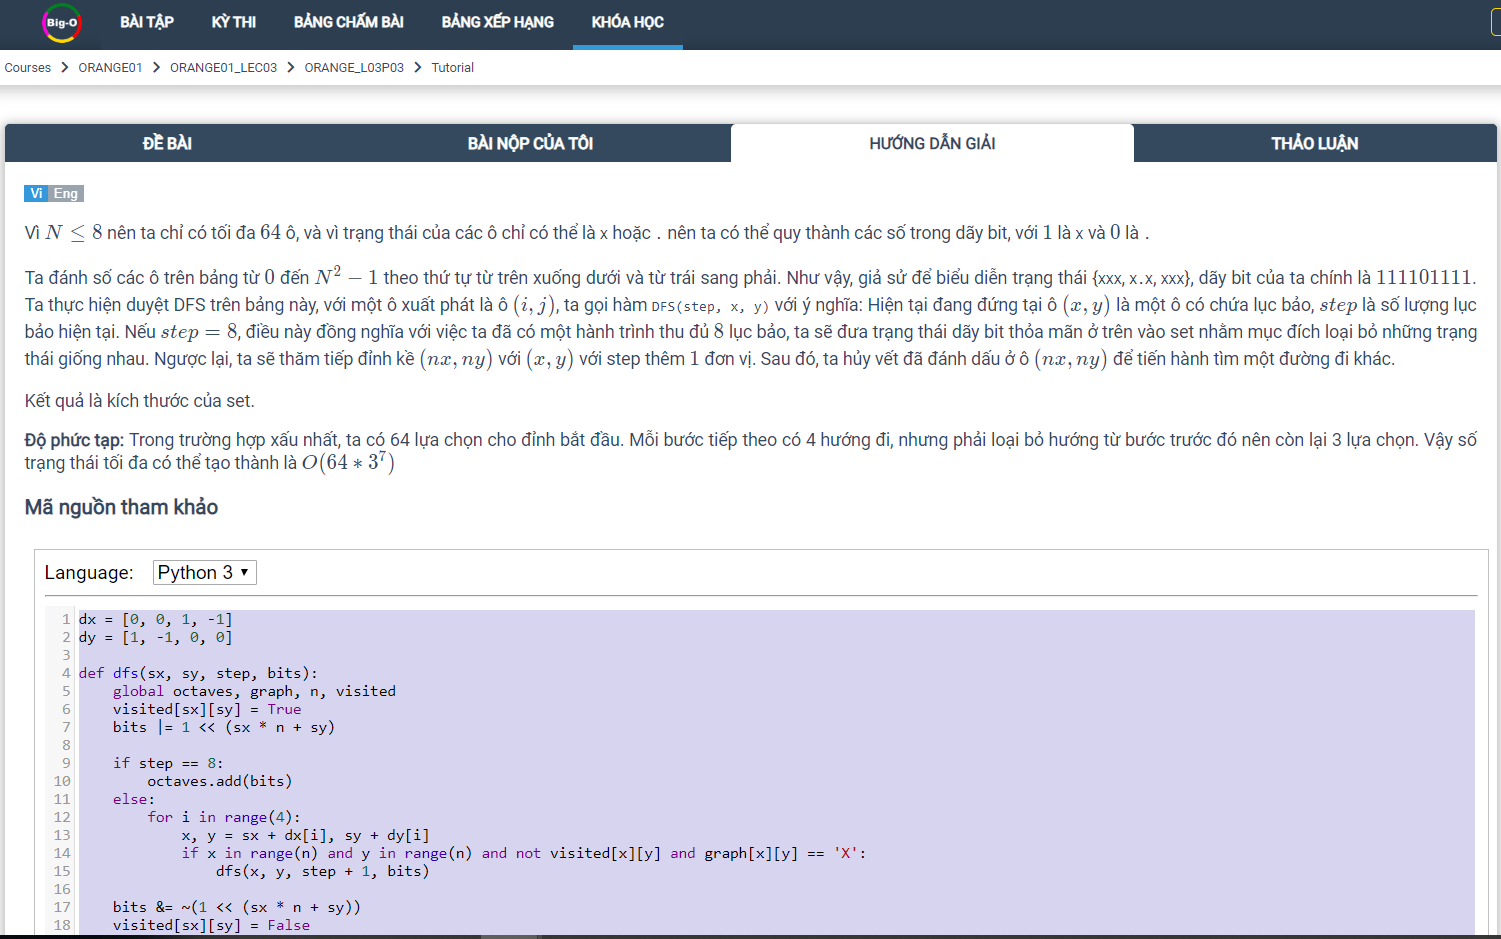 Big-O BÀI TẬP KỲ THI BẢNG CHẤM BÀI BẢNG XẾP HẠNG KHÓA HỌC
Courses > ORANGE01 > ORANGE01_LEC03 > ORANGE_L03P03 > Tutorial
ĐỀ BÀI BÀI NỘP CỦA TÔI HƯỚNG DẪN GIẢI THẢO LUẬN
Vi Eng
Vì N ≤ 8 nên ta chỉ có tối đa 64 ô, và vì trạng thái của các ô chỉ có thể là x hoặc . nên ta có thể quy thành các số trong dãy bit, với 1 là x và 0 là .
Ta đánh số các ô trên bảng từ 0 đến N² − 1 theo thứ tự từ trên xuống dưới và từ trái sang phải. Như vậy, giả sử để biểu diễn trạng thái {xxx, x.x, xxx}, dãy bit của ta chính là 111101111.
Ta thực hiện duyệt DFS trên bảng này, với một ô xuất phát là ô (i, j), ta gọi hàm DFS(step, x, y) với ý nghĩa: Hiện tại đang đứng tại ô (x, y) là một ô có chứa lục bảo, step là số lượng lục
bảo hiện tại. Nếu step = 8, điều này đồng nghĩa với việc ta đã có một hành trình thu đủ 8 lục bảo, ta sẽ đưa trạng thái dãy bit thỏa mãn ở trên vào set nhằm mục đích loại bỏ những trạng
thái giống nhau. Ngược lại, ta sẽ thăm tiếp đỉnh kề (nx, ny) với (x, y) với step thêm 1 đơn vị. Sau đó, ta hủy vết đã đánh dấu ở ô (nx, ny) để tiến hành tìm một đường đi khác.
Kết quả là kích thước của set.
Độ phức tạp: Trong trường hợp xấu nhất, ta có 64 lựa chọn cho đỉnh bắt đầu. Mỗi bước tiếp theo có 4 hướng đi, nhưng phải loại bỏ hướng từ bước trước đó nên còn lại 3 lựa chọn. Vậy số
trạng thái tối đa có thể tạo thành là O(64 * 3⁷)
Mã nguồn tham khảo
Language: Python 3
1 dx = [0, 0, 1, -1]
2 dy = [1, -1, 0, 0]
3
4 def dfs(sx, sy, step, bits):
5     global octaves, graph, n, visited
6     visited[sx][sy] = True
7     bits |= 1 << (sx * n + sy)
8
9     if step == 8:
10         octaves.add(bits)
11     else:
12         for i in range(4):
13             x, y = sx + dx[i], sy + dy[i]
14             if x in range(n) and y in range(n) and not visited[x][y] and graph[x][y] == 'X':
15                 dfs(x, y, step + 1, bits)
16
17     bits &= ~(1 << (sx * n + sy))
18     visited[sx][sy] = False